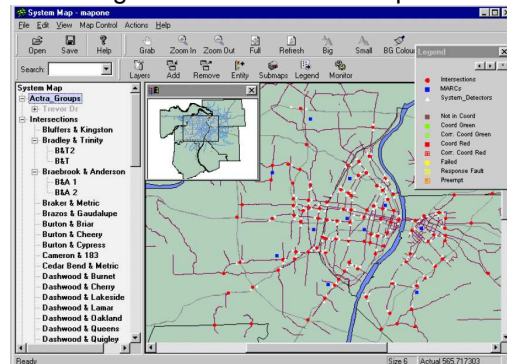 System Map - mapone
File Edit View Map Control Actions Help
Open Save Help Grab Zoom In Zoom Out Full Refresh Big Small BG Colour
Search: Layers Add Remove Entity Submaps Legend Monitor
System Map
Actra_Groups
Trevor Dr
Intersections
Bluffers & Kingston
Bradley & Trinity
B&T2
B&T
Braebrook & Anderson
B&A 1
B&A 2
Braker & Metric
Brazos & Gaudalupe
Burton & Briar
Burton & Cheery
Burton & Cypress
Cameron & 183
Cedar Bend & Metric
Dashwood & Burnet
Dashwood & Cherry
Dashwood & Lakeside
Dashwood & Lamar
Dashwood & Oakland
Dashwood & Queens
Dashwood & Quigley
Legend
Intersections
MARCs
System_Detectors
Not in Coord
Coord Green
Corr. Coord Green
Coord Red
Corr. Coord Red
Failed
Response Fault
Preempt
Ready
Size 6 Actual 565.717303